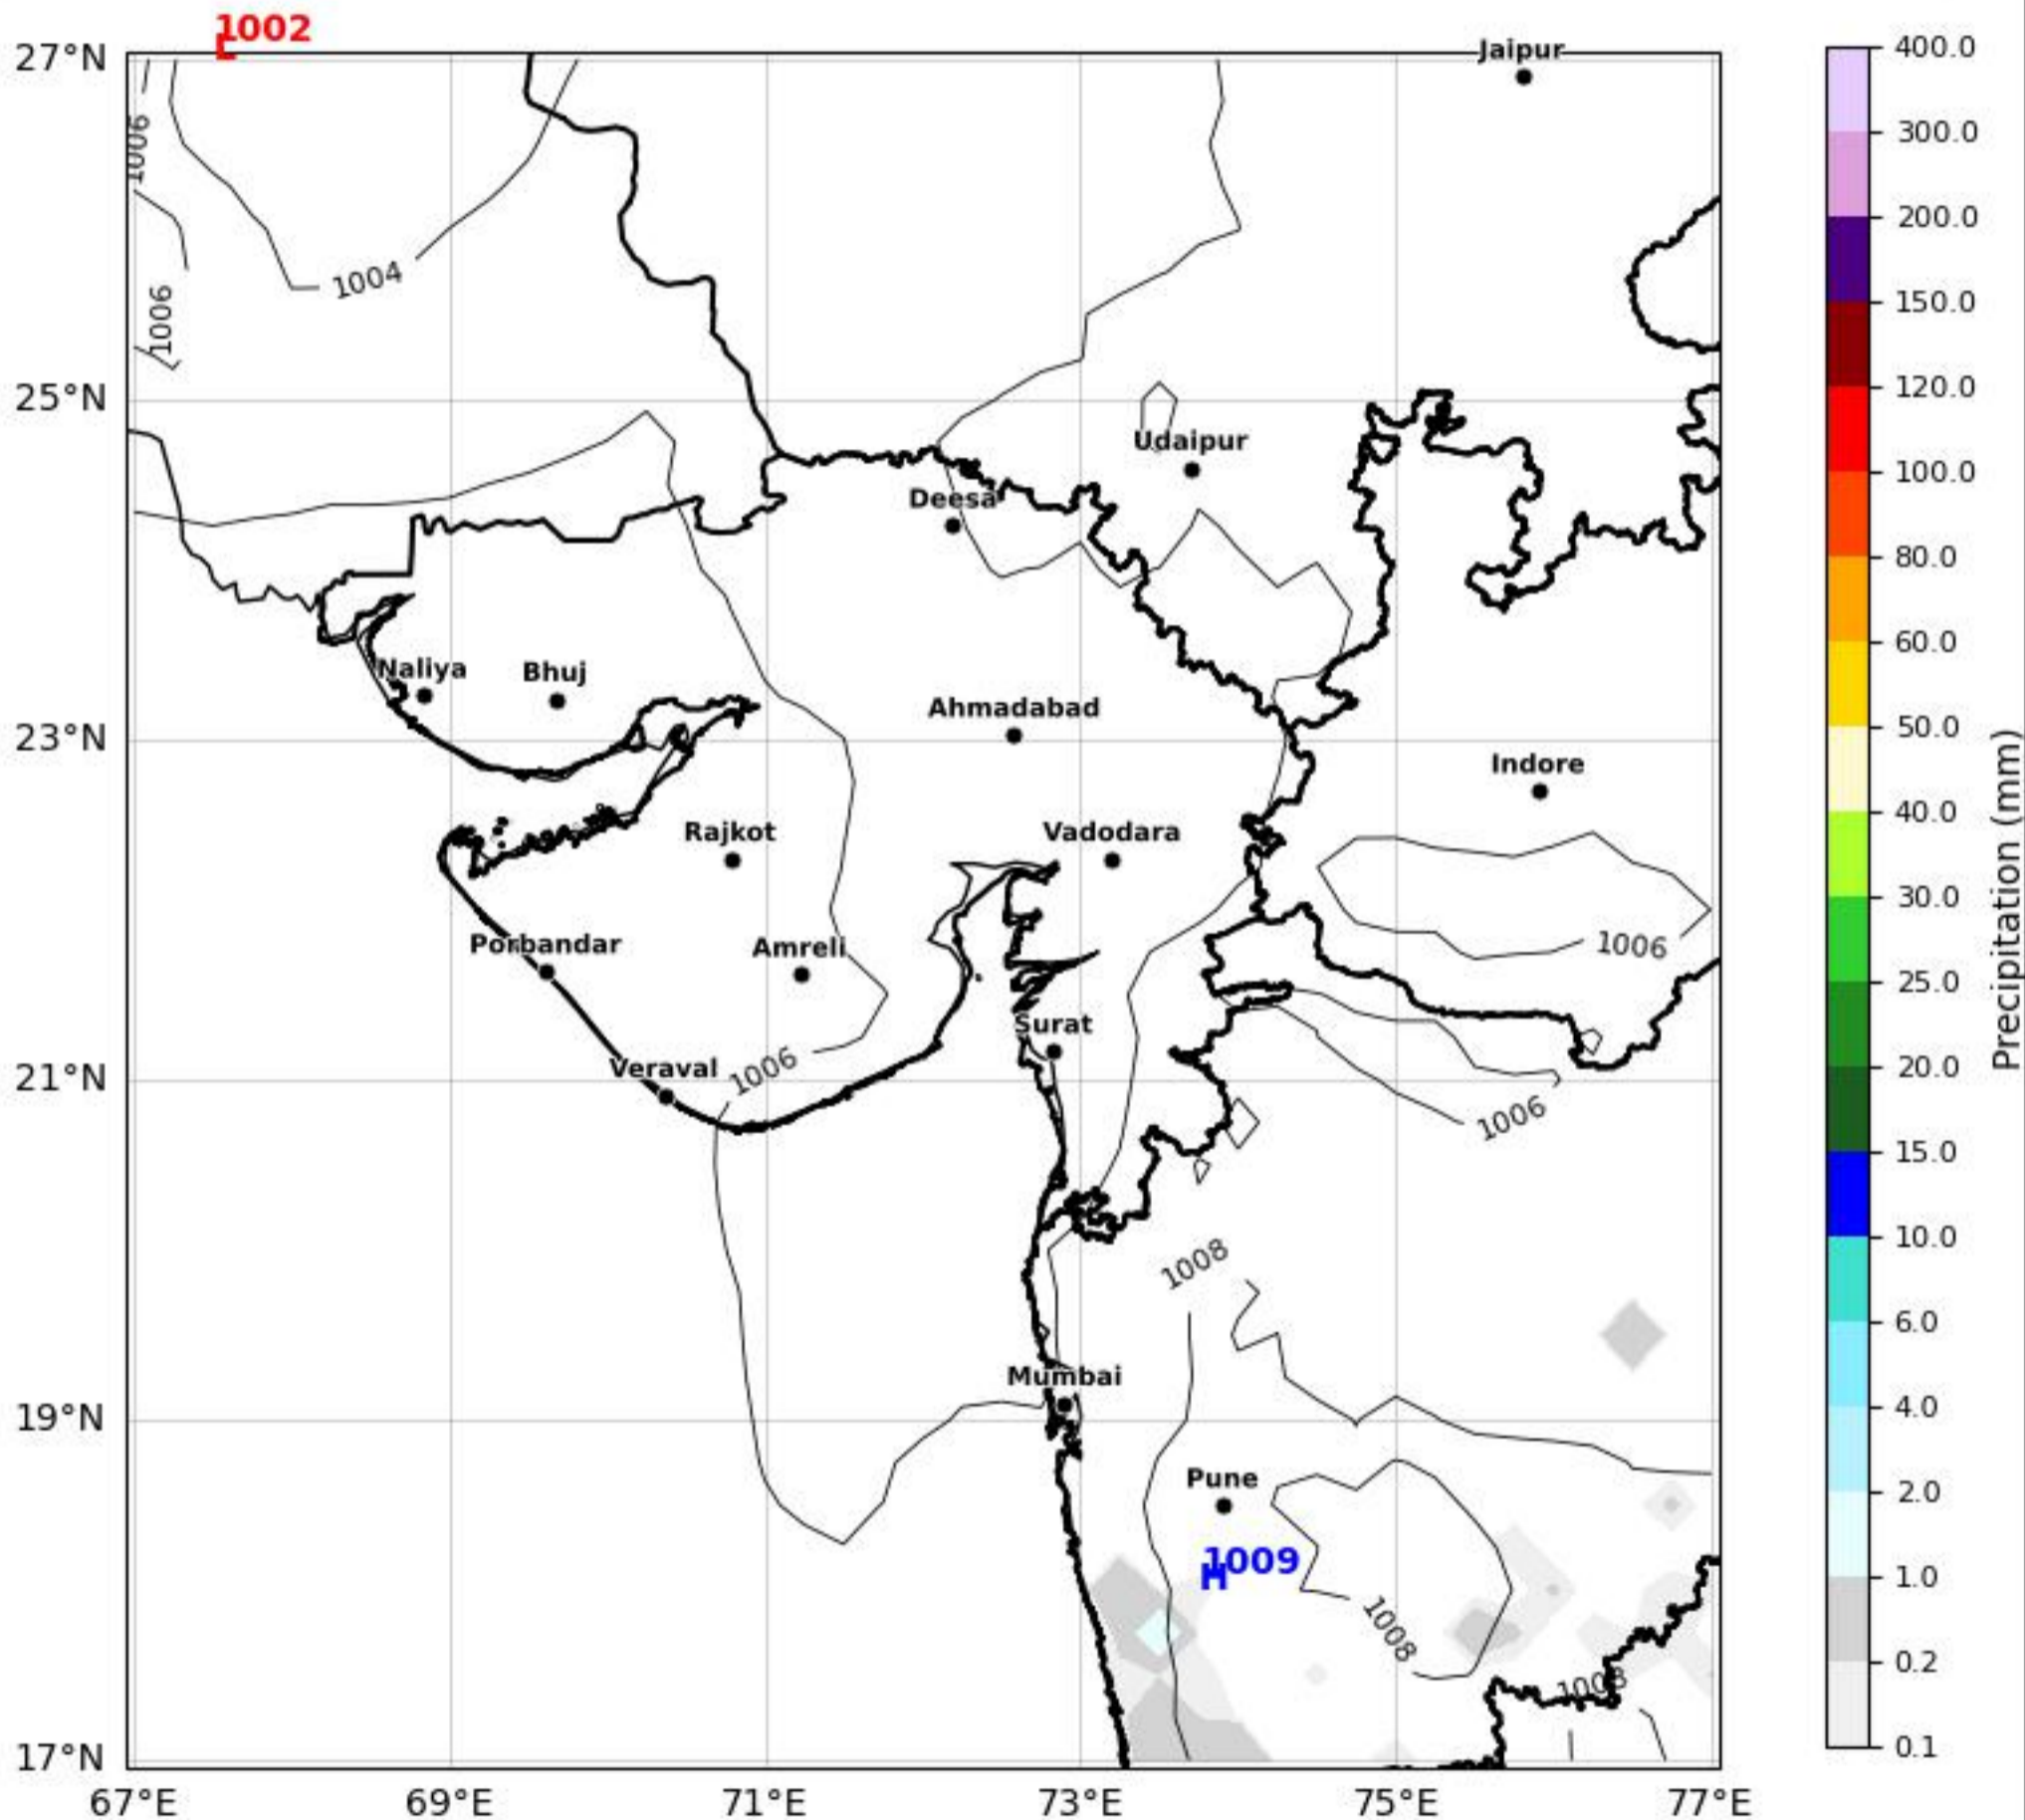 1002
L
27°N
25°N
23°N
21°N
19°N
17°N
67°E
69°E
71°E
73°E
75°E
77°E
Jaipur
1006
1004
1006
Udaipur
Deesa
Naliya
Bhuj
Ahmadabad
Indore
Rajkot
Vadodara
Porbandar
Amreli
1006
Surat
Veraval
1006
1006
1008
Mumbai
Pune
1009
H
1008
1008
400.0
300.0
200.0
150.0
120.0
100.0
80.0
60.0
50.0
40.0
30.0
25.0
20.0
15.0
10.0
6.0
4.0
2.0
1.0
0.2
0.1
Precipitation (mm)